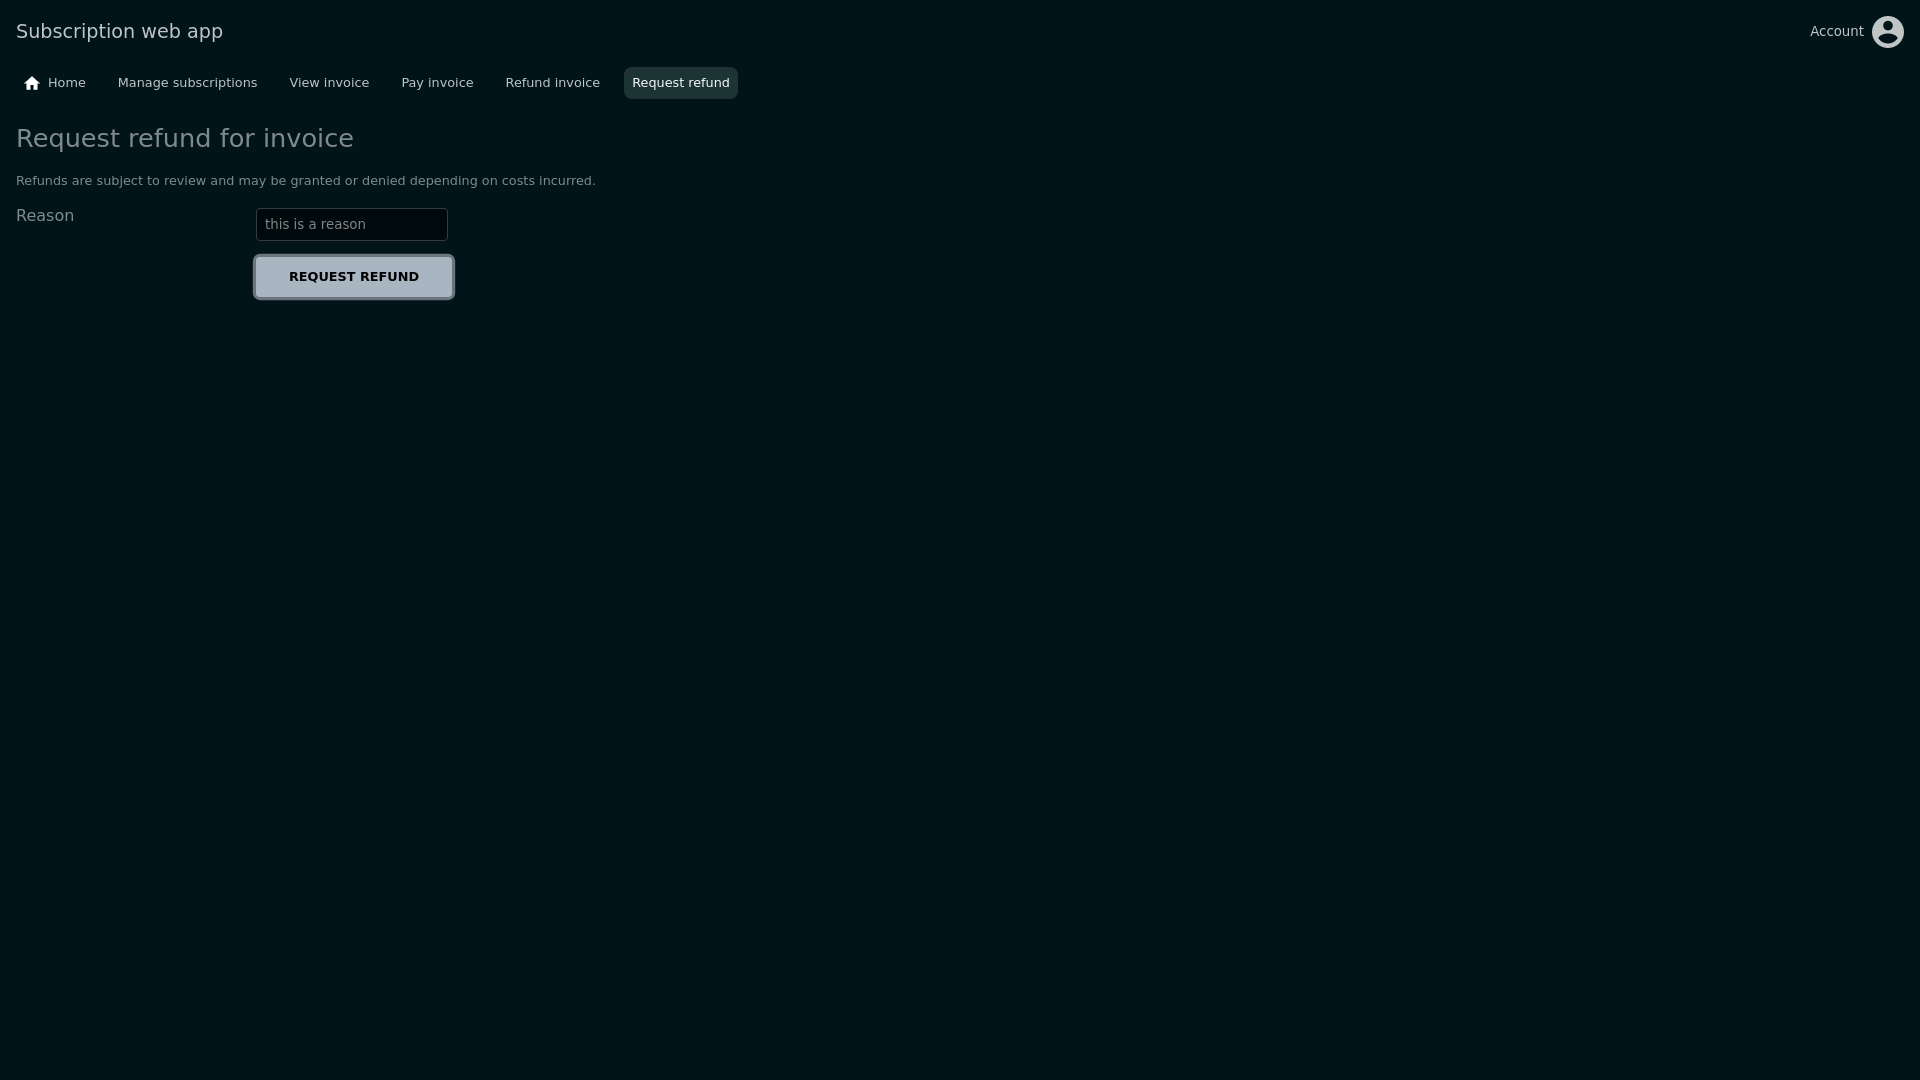 Subscription web app
Account
Home
Manage subscriptions
View invoice
Pay invoice
Refund invoice
Request refund
Request refund for invoice
Refunds are subject to review and may be granted or denied depending on costs incurred.
Reason
this is a reason
REQUEST REFUND